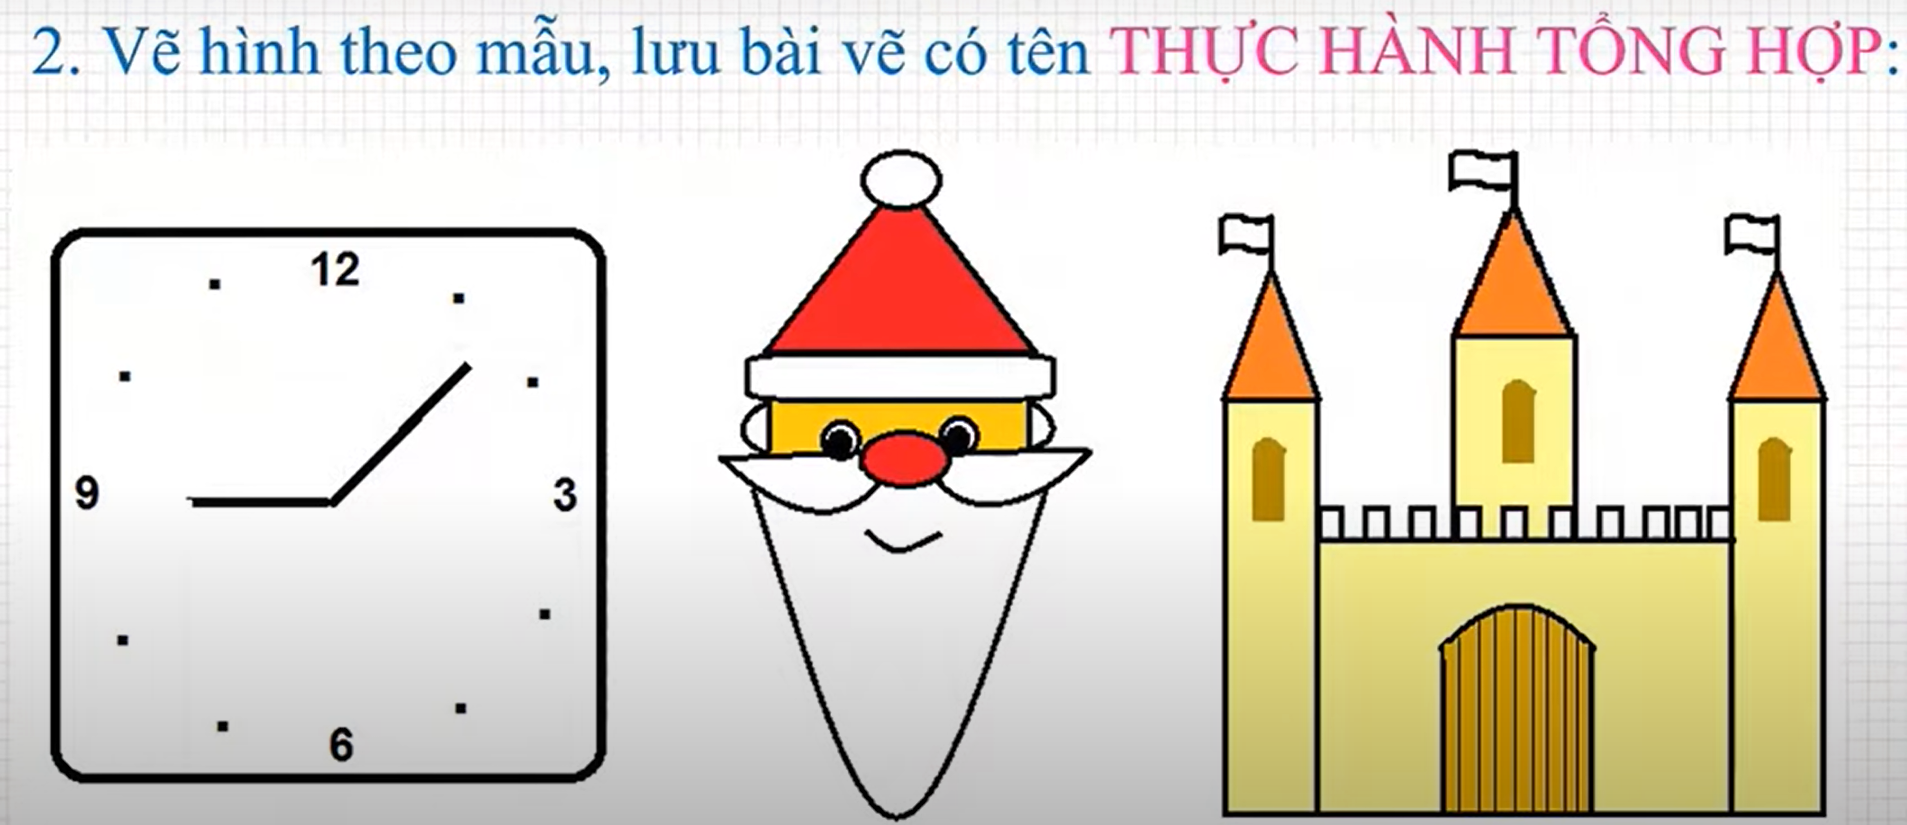 2. Vẽ hình theo mẫu, lưu bài vẽ có tên THỰC HÀNH TỔNG HỢP:
12
9
3
6